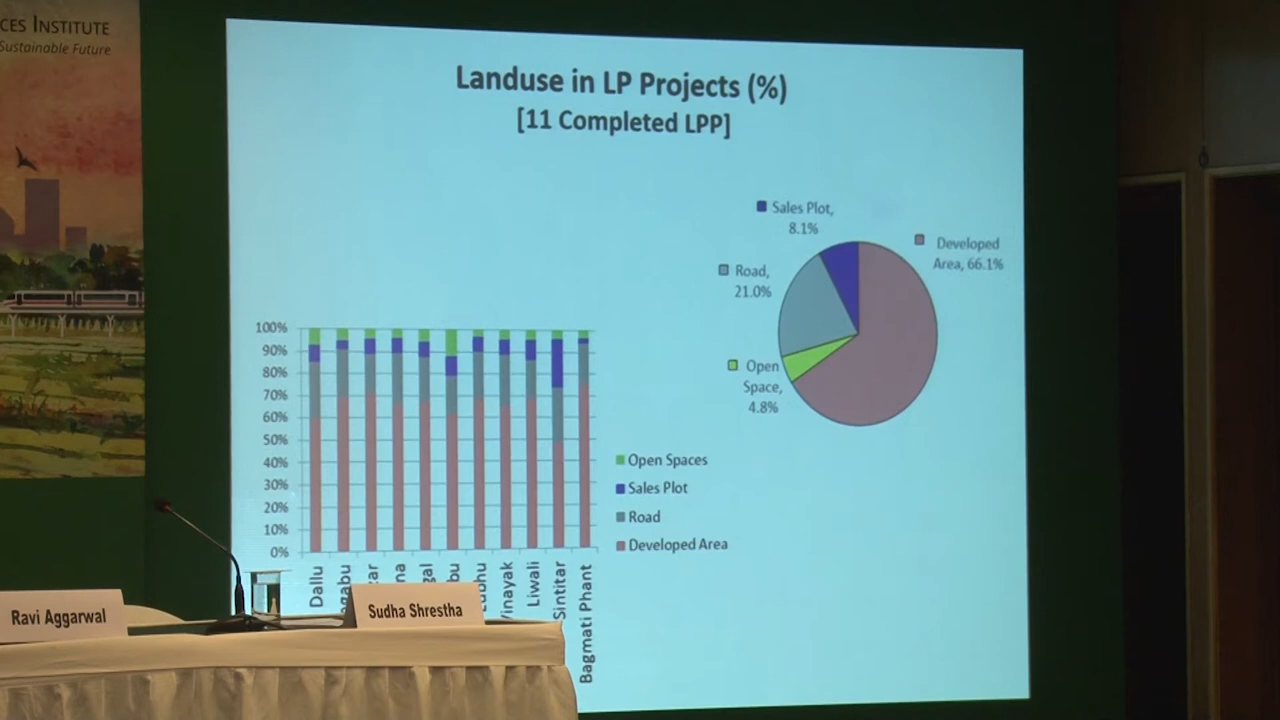 CES INSTITUTE
Sustainable Future
Landuse in LP Projects (%)
[11 Completed LPP]
Sales Plot,
8.1%
Developed
Area, 66.1%
Road,
21.0%
Open
Space,
4.8%
100%
90%
80%
70%
60%
50%
40%
30%
20%
10%
0%
Open Spaces
Sales Plot
Road
Developed Area
Dallu
Liwali
Sintitar
Bagmati Phant
Ravi Aggarwal
Sudha Shrestha